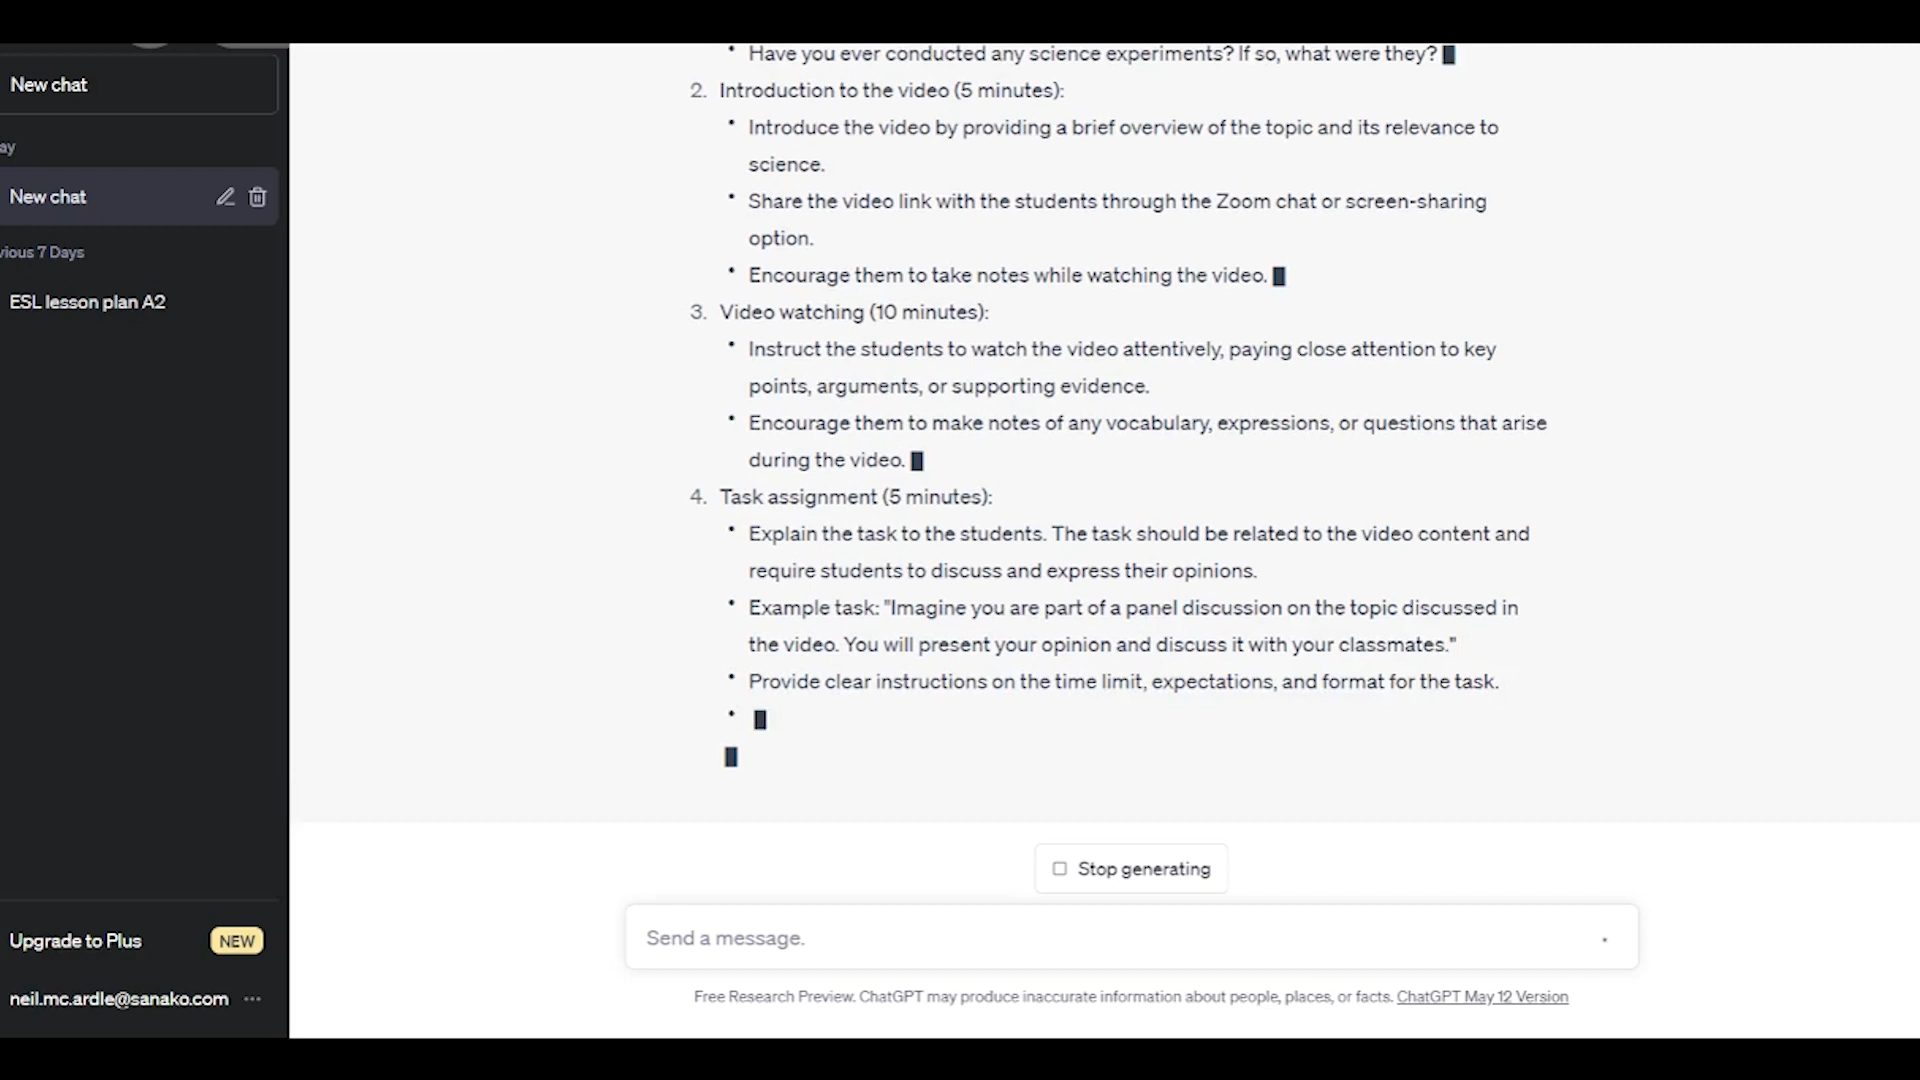 New chat
ay
New chat
vious 7 Days
ESL lesson plan A2
Upgrade to Plus NEW
neil.mc.ardle@sanako.com ...
• Have you ever conducted any science experiments? If so, what were they?
2. Introduction to the video (5 minutes):
• Introduce the video by providing a brief overview of the topic and its relevance to
science.
• Share the video link with the students through the Zoom chat or screen-sharing
option.
• Encourage them to take notes while watching the video.
3. Video watching (10 minutes):
• Instruct the students to watch the video attentively, paying close attention to key
points, arguments, or supporting evidence.
• Encourage them to make notes of any vocabulary, expressions, or questions that arise
during the video.
4. Task assignment (5 minutes):
• Explain the task to the students. The task should be related to the video content and
require students to discuss and express their opinions.
• Example task: "Imagine you are part of a panel discussion on the topic discussed in
the video. You will present your opinion and discuss it with your classmates."
• Provide clear instructions on the time limit, expectations, and format for the task.
•
Stop generating
Send a message.
Free Research Preview. ChatGPT may produce inaccurate information about people, places, or facts. ChatGPT May 12 Version